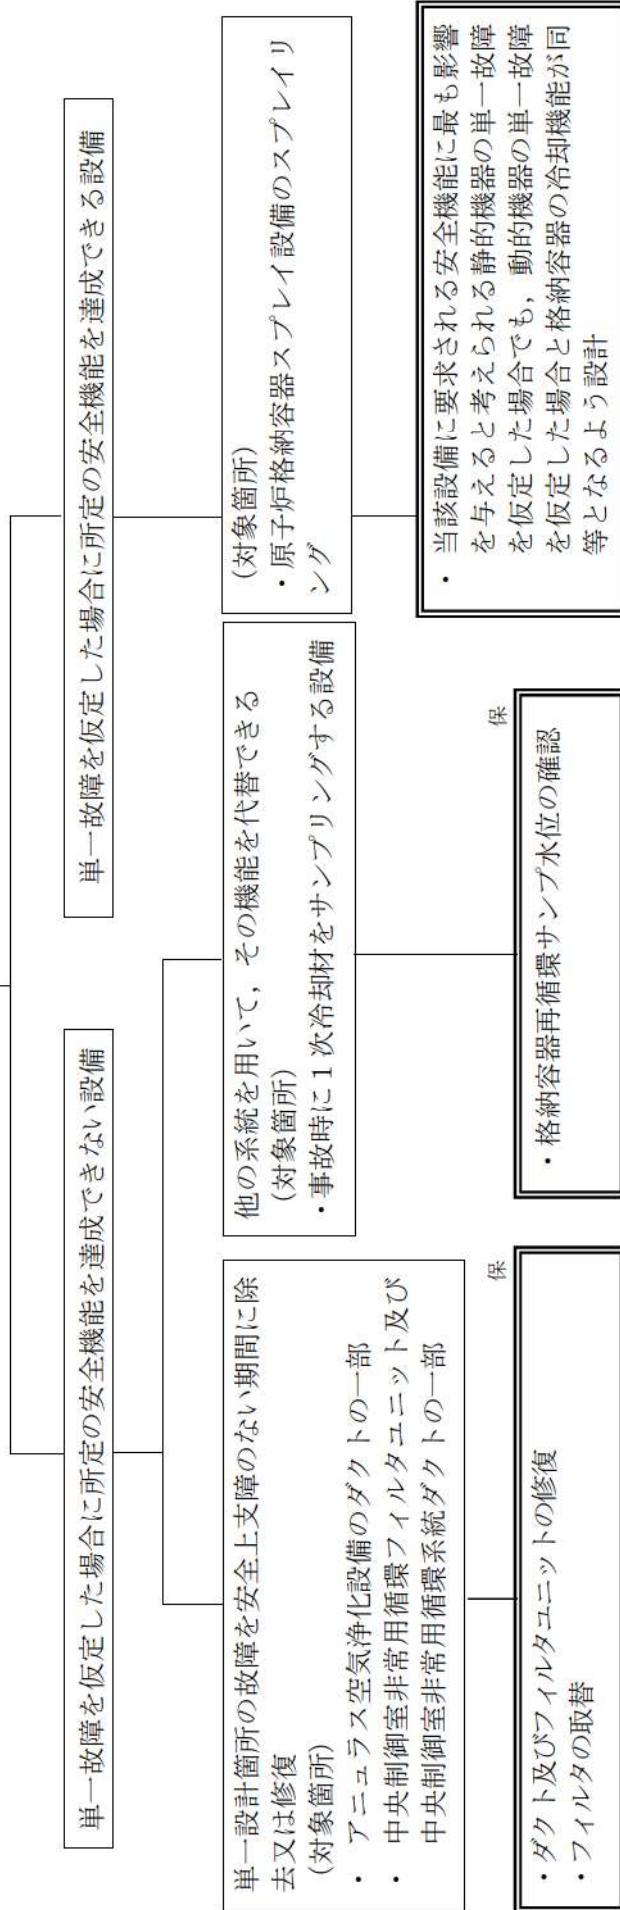 単一故障を仮定した場合に所定の安全機能を達成できない設備
単一設計箇所の故障を安全上支障のない期間に除
去又は修復
(対象箇所)
・ アニュラス空気浄化設備のダクトの一部
・ 中央制御室非常用循環フィルタユニット及び
中央制御室非常用循環系統ダクトの一部
保
・ダクト及びフィルタユニットの修復
・フィルタの取替
他の系統を用いて，その機能を代替できる
(対象箇所)
・事故時に1次冷却材をサンプリングする設備
保
・格納容器再循環サンプ水位の確認
単一故障を仮定した場合に所定の安全機能を達成できる設備
(対象箇所)
・原子炉格納容器スプレイ設備のスプレイリ
ング
・ 当該設備に要求される安全機能に最も影響
を与えると考えられる静的機器の単一故障
を仮定した場合でも，動的機器の単一故障
を仮定した場合と格納容器の冷却機能が同
等となるよう設計